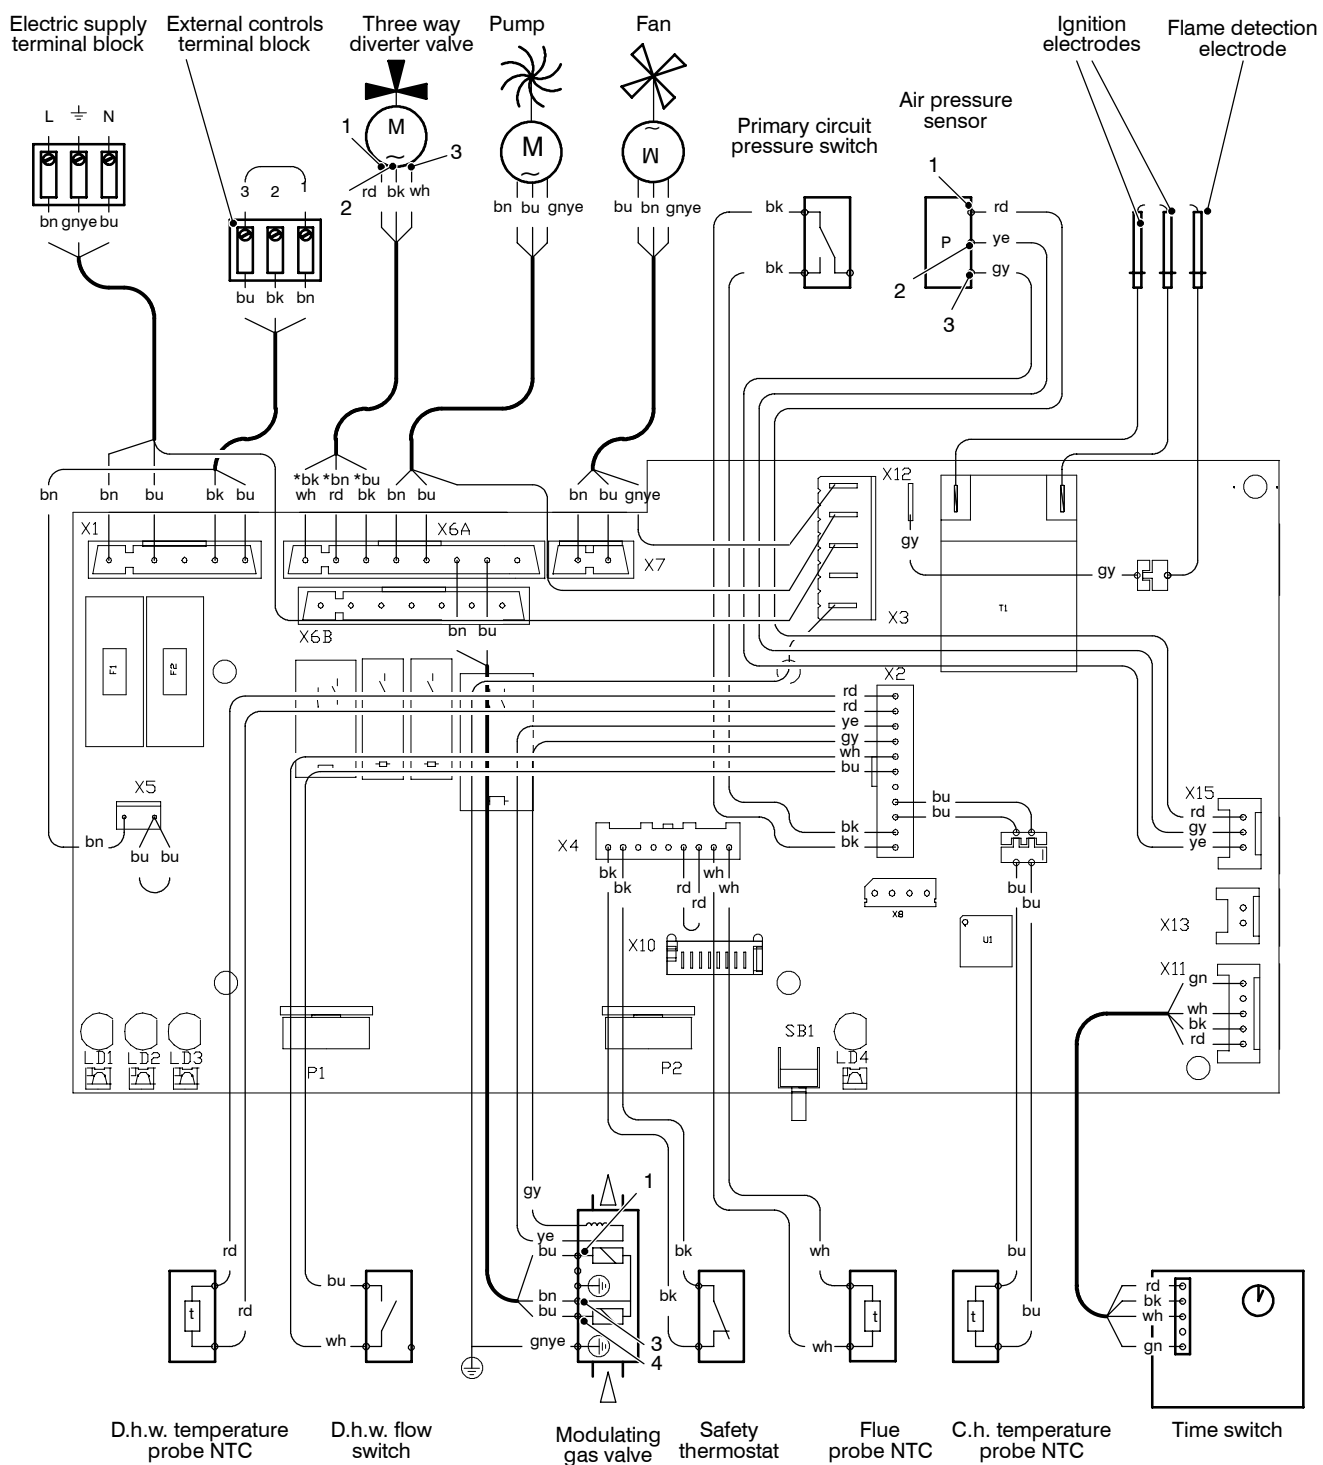 Electric supply
terminal block
External controls
terminal block
Three way
diverter valve
Pump
Fan
Ignition
electrodes
Flame detection
electrode
Air pressure
sensor
Primary circuit
pressure switch
L N
3 2 1
M
1
2
3
rd bk wh
M
bn bu gnye
M
bu bn gnye
bn gnye bu
bu bk bn
bk
bk
P
1
2
3
rd
ye
gy
*bk *bn *bu
wh rd bk bn bu
bn bn bu bk bu
bn bu gnye
X1
X6A
X7
X6B
bn bu
X12
X3
gy
gy
T1
F1
F2
X2
rd
rd
ye
gy
wh
bu
bk
bk
bu
bu
X5
bn
bu bu
X4
bk
bk
rd
rd
wh
wh
X10
X8
U1
bu
bu
X15
rd
gy
ye
X13
X11
gn
wh
bk
rd
LD1 LD2 LD3
P1
P2
SB1
LD4
rd
rd
t
bu
wh
gy
ye
bu
bn
bu
gnye
1
3
4
bk
bk
wh
wh
t
bu
bu
t
rd
bk
wh
gn
D.h.w. temperature
probe NTC
D.h.w. flow
switch
Modulating
gas valve
Safety
thermostat
Flue
probe NTC
C.h. temperature
probe NTC
Time switch